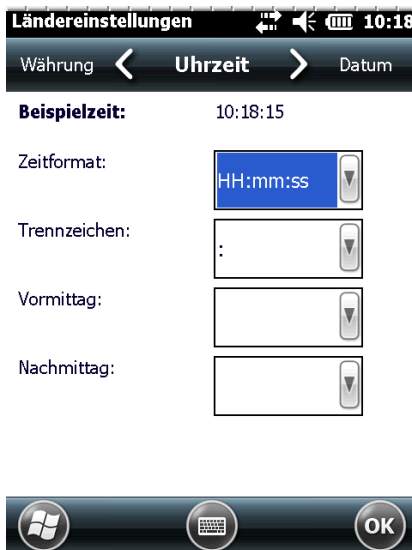 Ländereinstellungen 10:18
Währung Uhrzeit Datum
Beispielzeit: 10:18:15
Zeitformat: HH:mm:ss
Trennzeichen: :
Vormittag:
Nachmittag:
OK